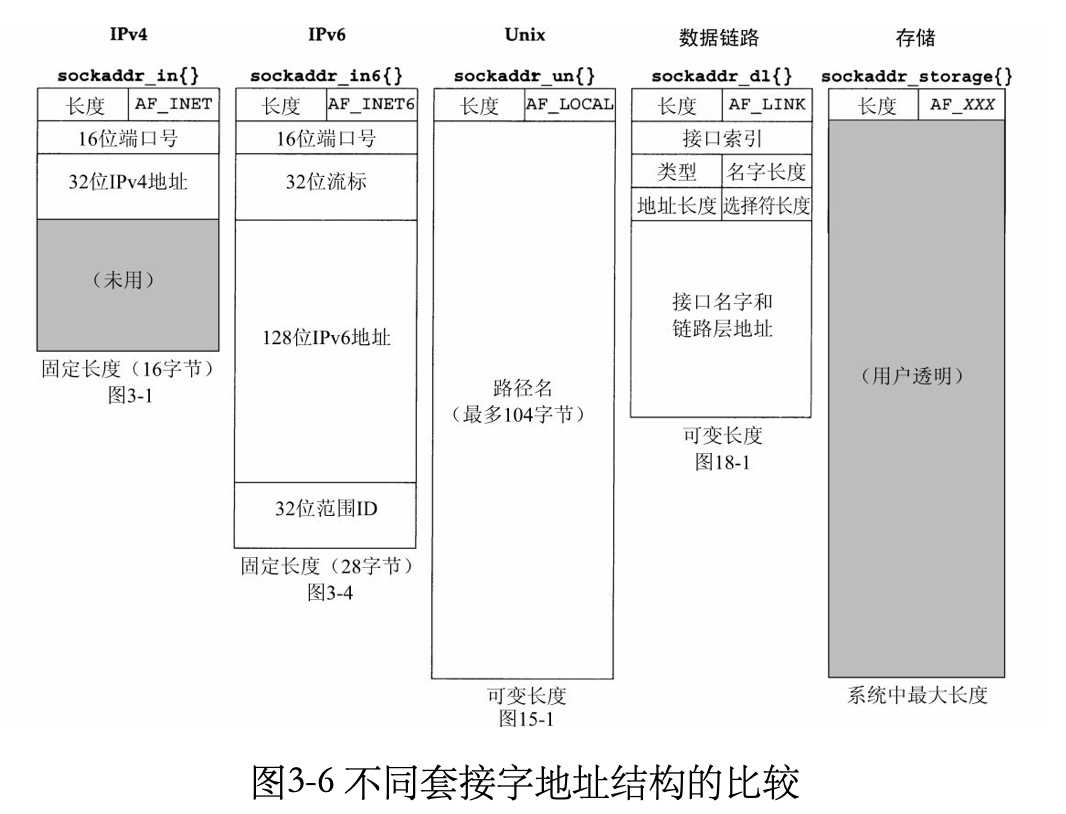 IPv4
IPv6
Unix
数据链路
存储
sockaddr_in{}
sockaddr_in6{}
sockaddr_un{}
sockaddr_dl{}
sockaddr_storage{}
长度
AF_INET
长度
AF_INET6
长度
AF_LOCAL
长度
AF_LINK
长度
AF_XXX
16位端口号
16位端口号
接口索引
32位IPv4地址
32位流标
类型
名字长度
地址长度
选择符长度
（未用）
128位IPv6地址
接口名字和
链路层地址
路径名
（最多104字节）
（用户透明）
固定长度（16字节）
图3-1
可变长度
图18-1
32位范围ID
固定长度（28字节）
图3-4
可变长度
图15-1
系统中最大长度
图3-6 不同套接字地址结构的比较